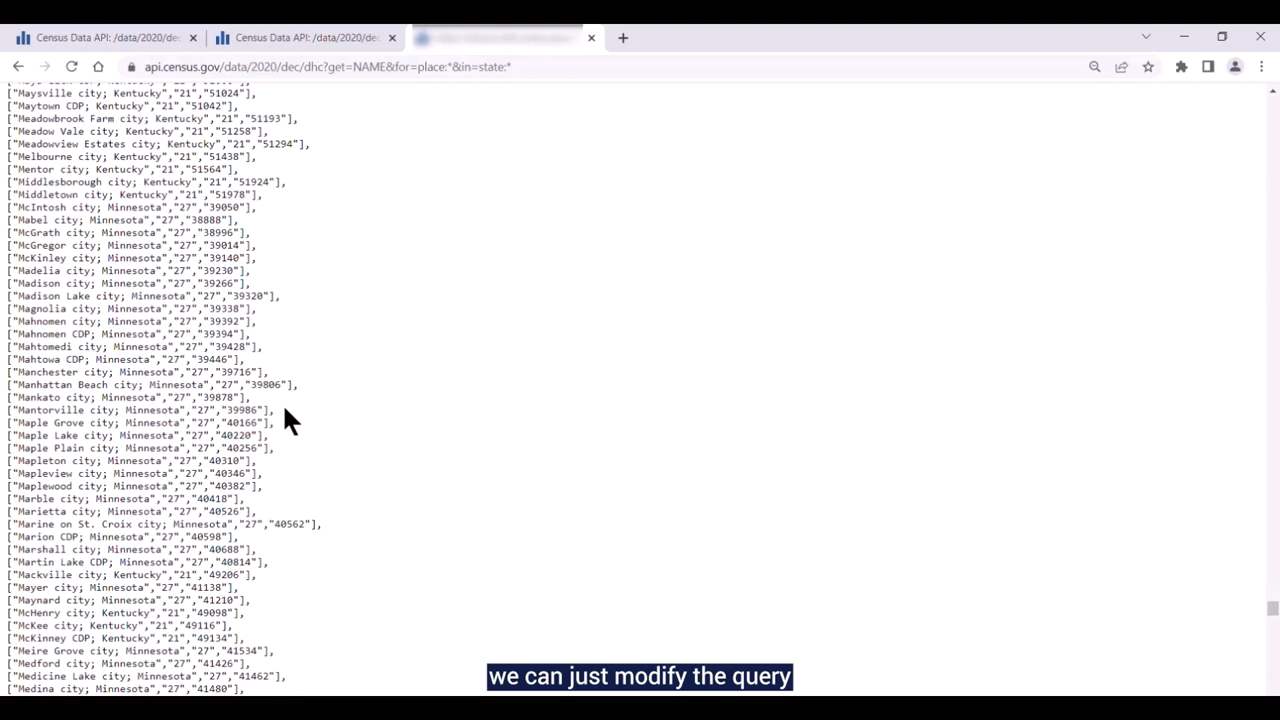 Census Data API: /data/2020/dec
Census Data API: /data/2020/dec
api.census.gov/data/2020/dec/dhc?get=NAME&for=place:*&in=state:*
["Maysville city; Kentucky","21","51024"],
["Maytown CDP; Kentucky","21","51042"],
["Meadowbrook Farm city; Kentucky","21","51193"],
["Meadow Vale city; Kentucky","21","51258"],
["Meadowview Estates city; Kentucky","21","51294"],
["Melbourne city; Kentucky","21","51438"],
["Mentor city; Kentucky","21","51564"],
["Middlesborough city; Kentucky","21","51924"],
["Middletown city; Kentucky","21","51978"],
["McIntosh city; Minnesota","27","39050"],
["Mabel city; Minnesota","27","38888"],
["McGrath city; Minnesota","27","38996"],
["McGregor city; Minnesota","27","39014"],
["McKinley city; Minnesota","27","39140"],
["Madelia city; Minnesota","27","39230"],
["Madison city; Minnesota","27","39266"],
["Madison Lake city; Minnesota","27","39320"],
["Magnolia city; Minnesota","27","39338"],
["Mahnomen city; Minnesota","27","39392"],
["Mahnomen CDP; Minnesota","27","39394"],
["Mahtomedi city; Minnesota","27","39428"],
["Mahtowa CDP; Minnesota","27","39446"],
["Manchester city; Minnesota","27","39716"],
["Manhattan Beach city; Minnesota","27","39806"],
["Mankato city; Minnesota","27","39878"],
["Mantorville city; Minnesota","27","39986"],
["Maple Grove city; Minnesota","27","40166"],
["Maple Lake city; Minnesota","27","40220"],
["Maple Plain city; Minnesota","27","40256"],
["Mapleton city; Minnesota","27","40310"],
["Mapleview city; Minnesota","27","40346"],
["Maplewood city; Minnesota","27","40382"],
["Marble city; Minnesota","27","40418"],
["Marietta city; Minnesota","27","40526"],
["Marine on St. Croix city; Minnesota","27","40562"],
["Marion CDP; Minnesota","27","40598"],
["Marshall city; Minnesota","27","40688"],
["Martin Lake CDP; Minnesota","27","40814"],
["Mackville city; Kentucky","21","49206"],
["Mayer city; Minnesota","27","41138"],
["Maynard city; Minnesota","27","41210"],
["McHenry city; Kentucky","21","49098"],
["McKee city; Kentucky","21","49116"],
["McKinney CDP; Kentucky","21","49134"],
["Meire Grove city; Minnesota","27","41534"],
["Medford city; Minnesota","27","41426"],
["Medicine Lake city; Minnesota","27","41462"],
["Medina city; Minnesota","27","41480"],
we can just modify the query